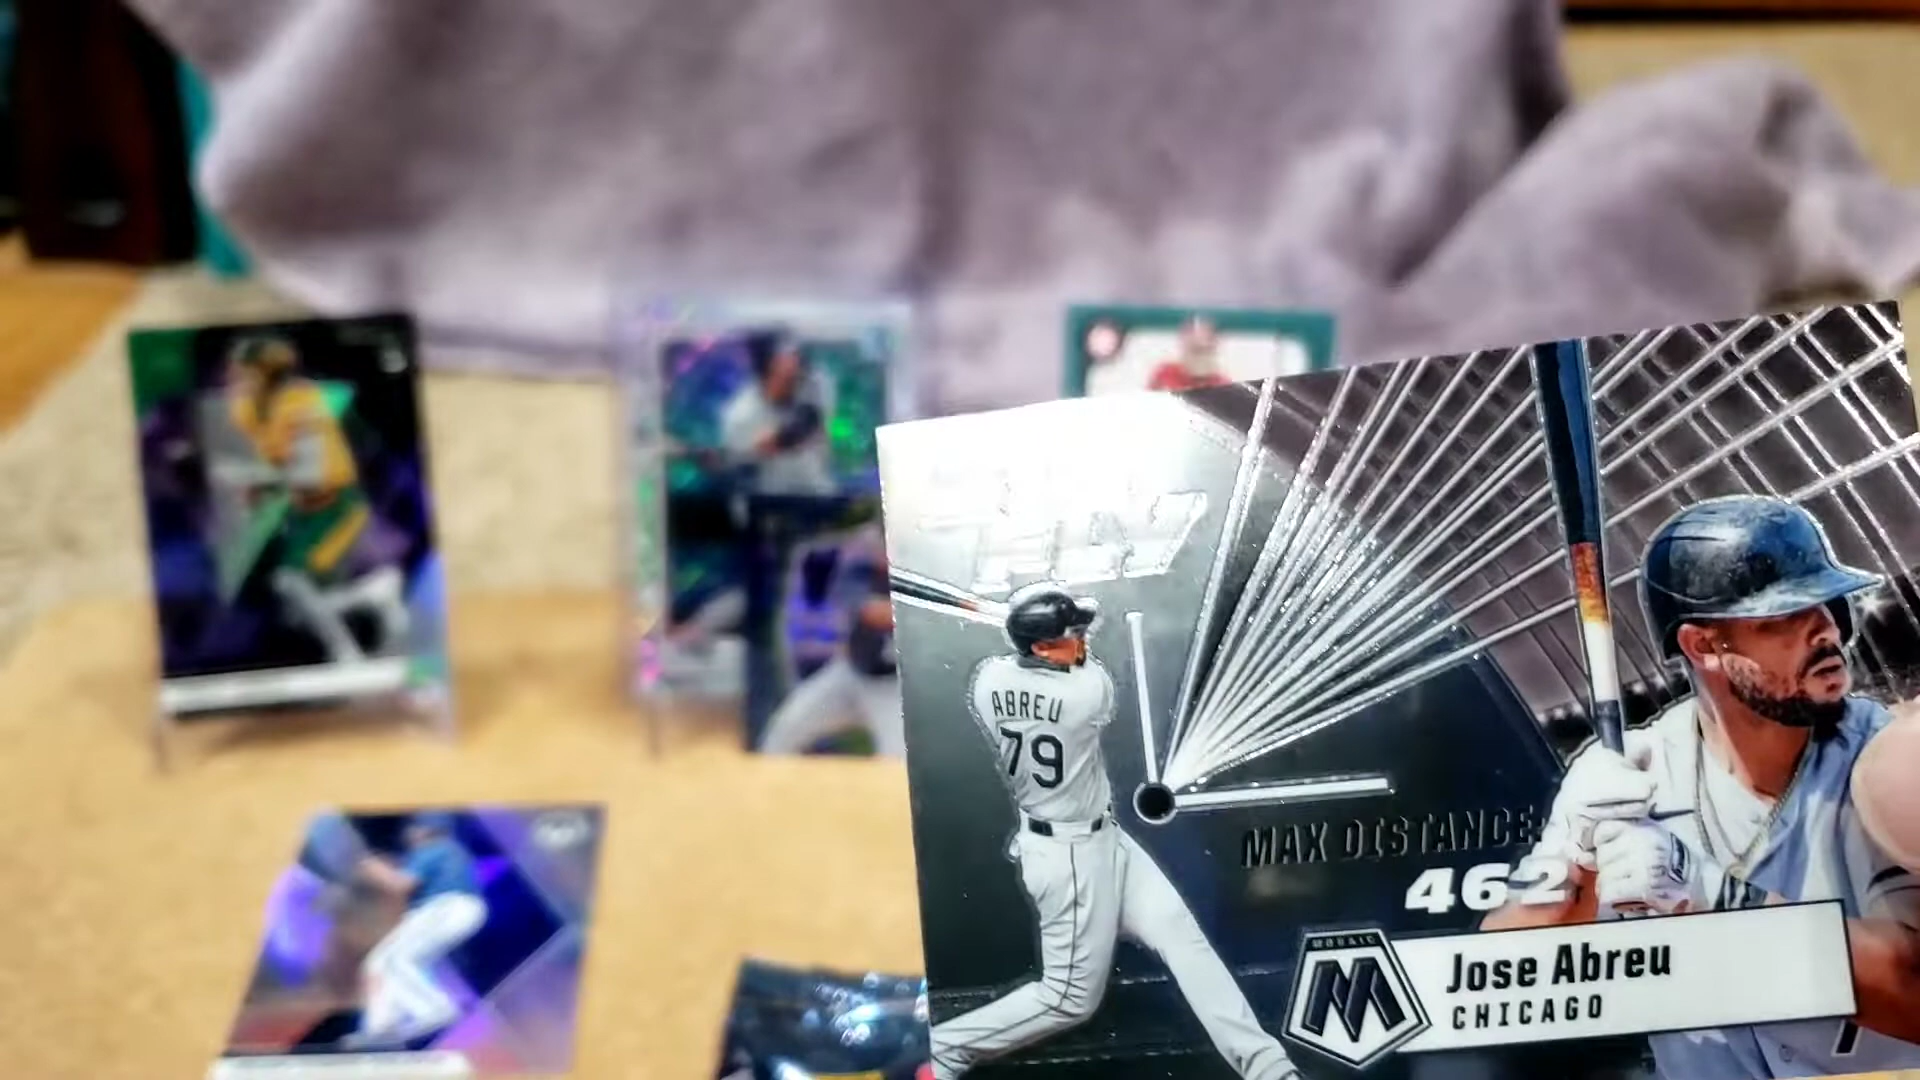 ABREU
79
MAX DISTANCE:
462
MOSAIC
Jose Abreu
CHICAGO